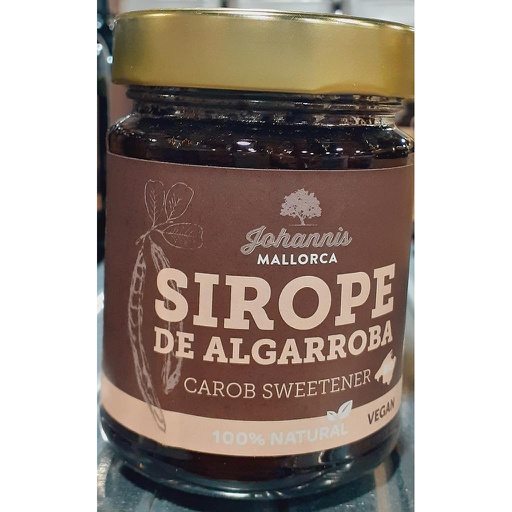 Johannis
MALLORCA
SIROPE
DE ALGARROBA
CAROB SWEETENER
VEGAN
100% NATURAL